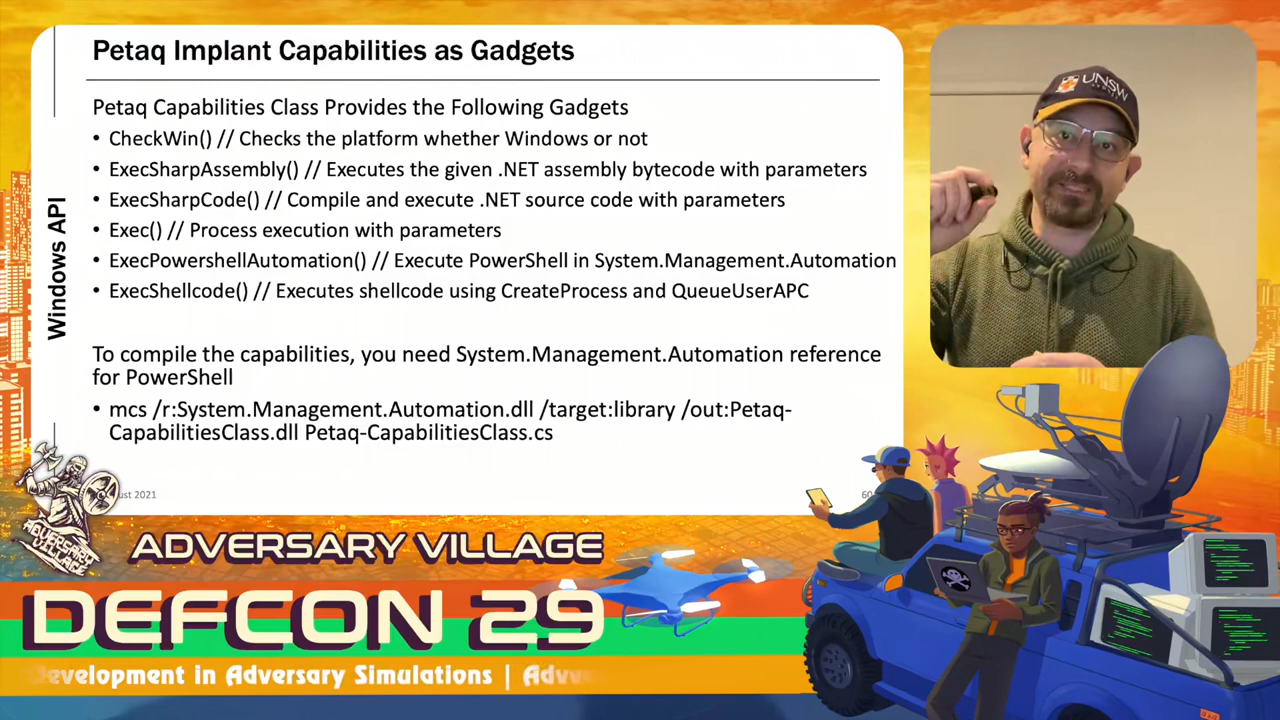 Petaq Implant Capabilities as Gadgets
Windows API
Petaq Capabilities Class Provides the Following Gadgets
• CheckWin() // Checks the platform whether Windows or not
• ExecSharpAssembly() // Executes the given .NET assembly bytecode with parameters
• ExecSharpCode() // Compile and execute .NET source code with parameters
• Exec() // Process execution with parameters
• ExecPowershellAutomation() // Execute PowerShell in System.Management.Automation
• ExecShellcode() // Executes shellcode using CreateProcess and QueueUserAPC
To compile the capabilities, you need System.Management.Automation reference
for PowerShell
• mcs /r:System.Management.Automation.dll /target:library /out:Petaq-
CapabilitiesClass.dll Petaq-CapabilitiesClass.cs
2021
UNSW
ADVERSARY VILLAGE
ADVERSARY
VILLAGE
DEFCON 29
evelopment in Adversary Simulations | Adv